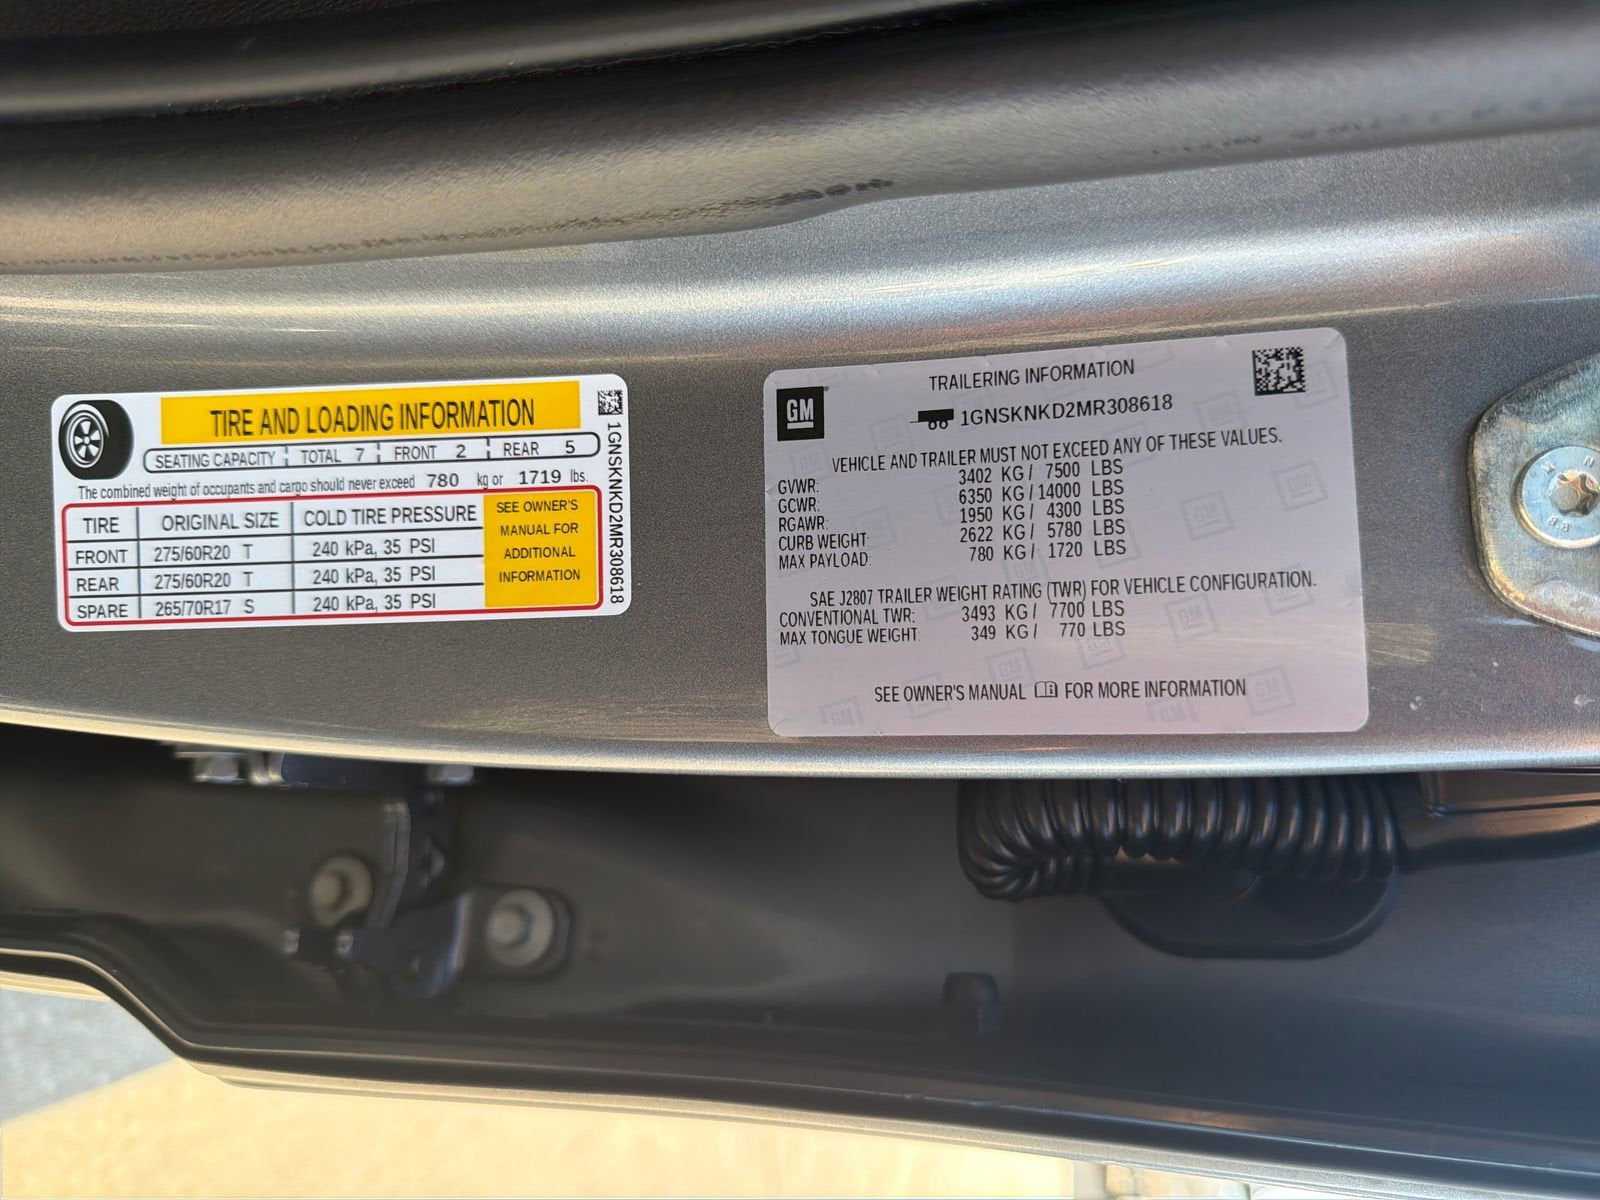 TIRE AND LOADING INFORMATION
SEATING CAPACITY TOTAL 7 FRONT 2 REAR 5
The combined weight of occupants and cargo should never exceed 780 kg or 1719 lbs.
TIRE ORIGINAL SIZE COLD TIRE PRESSURE
FRONT 275/60R20 T 240 kPa, 35 PSI
REAR 275/60R20 T 240 kPa, 35 PSI
SPARE 265/70R17 S 240 kPa, 35 PSI
SEE OWNER'S
MANUAL FOR
ADDITIONAL
INFORMATION
1GNSKNKD2MR308618
GM
TRAILERING INFORMATION
1GNSKNKD2MR308618
VEHICLE AND TRAILER MUST NOT EXCEED ANY OF THESE VALUES.
GVWR: 3402 KG / 7500 LBS
GCWR: 6350 KG / 14000 LBS
RGAWR: 1950 KG / 4300 LBS
CURB WEIGHT: 2622 KG / 5780 LBS
MAX PAYLOAD: 780 KG / 1720 LBS
SAE J2807 TRAILER WEIGHT RATING (TWR) FOR VEHICLE CONFIGURATION.
CONVENTIONAL TWR: 3493 KG / 7700 LBS
MAX TONGUE WEIGHT: 349 KG / 770 LBS
SEE OWNER'S MANUAL FOR MORE INFORMATION